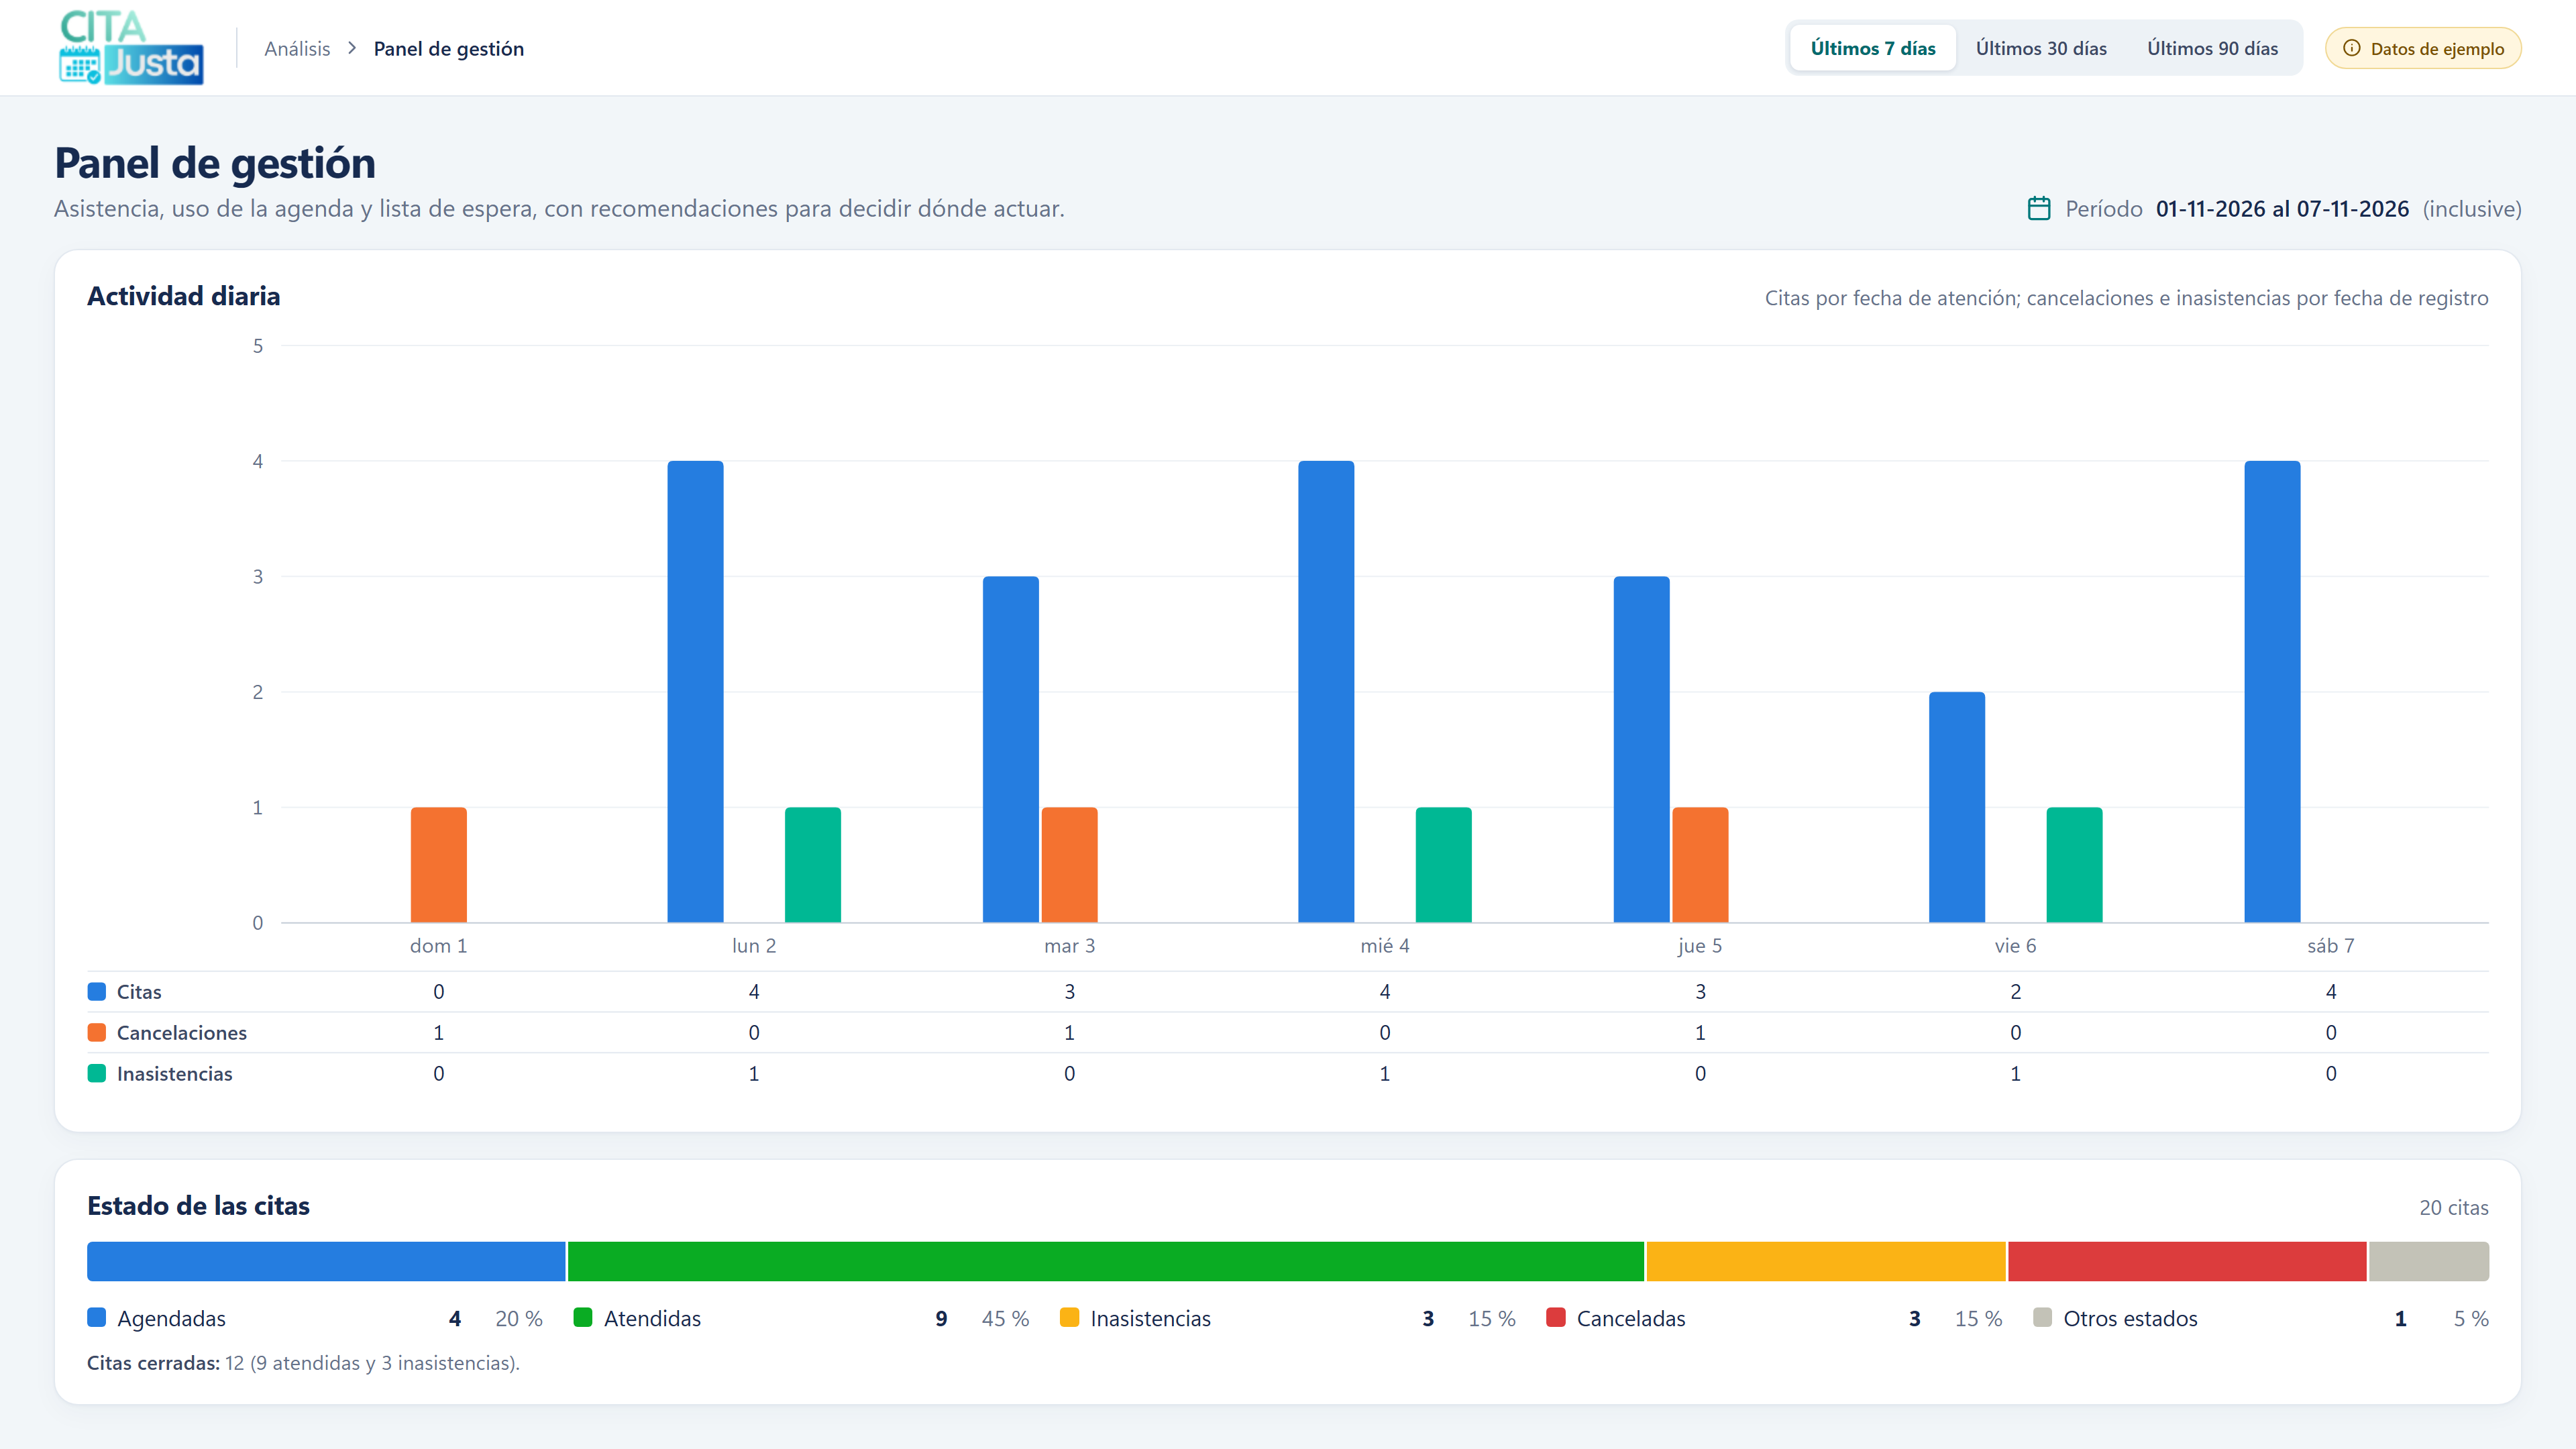 CITA
Justa
Análisis > Panel de gestión
Últimos 7 días
Últimos 30 días
Últimos 90 días
Datos de ejemplo
Panel de gestión
Asistencia, uso de la agenda y lista de espera, con recomendaciones para decidir dónde actuar.
Período 01-11-2026 al 07-11-2026 (inclusive)
Actividad diaria
Citas por fecha de atención; cancelaciones e inasistencias por fecha de registro
5
4
3
2
1
0
dom 1 lun 2 mar 3 mié 4 jue 5 vie 6 sáb 7
Citas 0 4 3 4 3 2 4
Cancelaciones 1 0 1 0 1 0 0
Inasistencias 0 1 0 1 0 1 0
Estado de las citas
20 citas
Agendadas 4 20 %
Atendidas 9 45 %
Inasistencias 3 15 %
Canceladas 3 15 %
Otros estados 1 5 %
Citas cerradas: 12 (9 atendidas y 3 inasistencias).